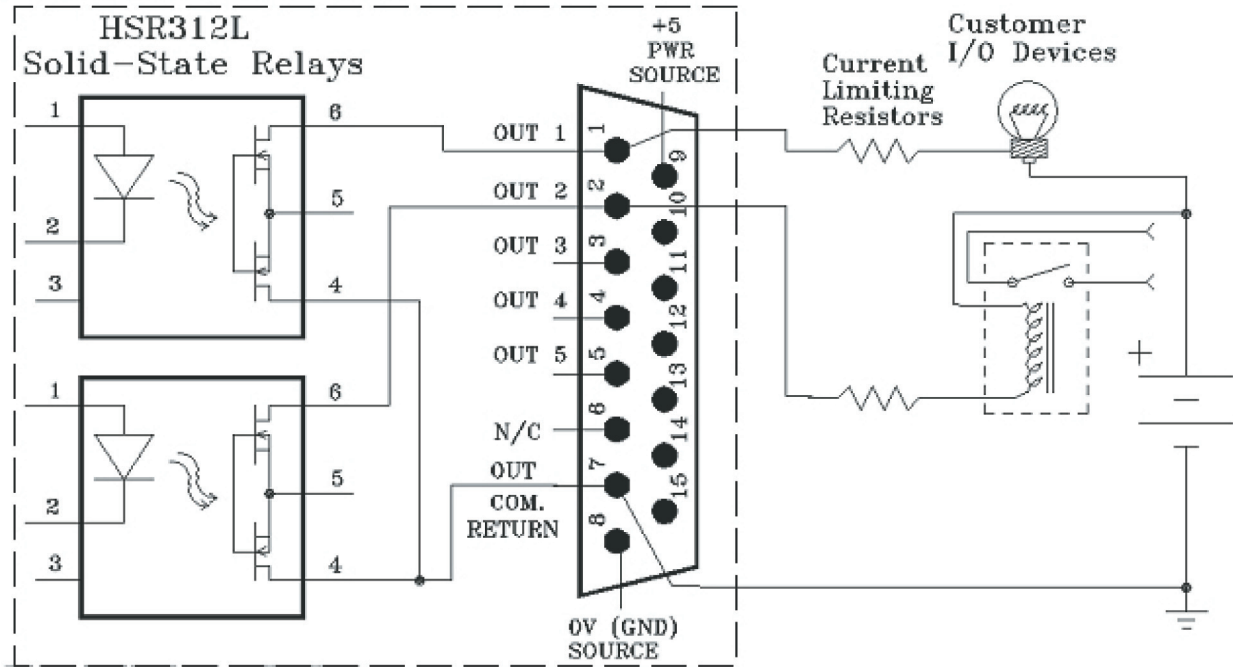 HSR312L
Solid-State Relays
1
2
3
6
5
4
1
2
3
6
5
4
OUT 1
OUT 2
OUT 3
OUT 4
OUT 5
N/C
OUT
COM.
RETURN
+5
PWR
SOURCE
1
2
3
4
5
6
7
8
9
10
11
12
13
14
15
0V (GND)
SOURCE
Current
Limiting
Resistors
Customer
I/O Devices
+